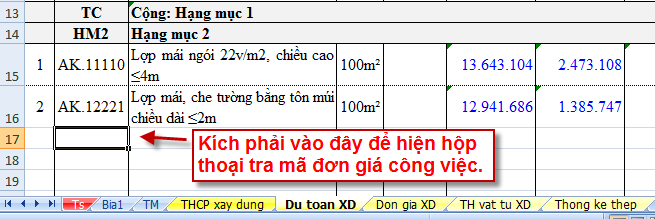 13 TC Cộng: Hạng mục 1
14 HM2 Hạng mục 2
15 1 AK.11110 Lợp mái ngói 22v/m2, chiều cao 100m² 13.643.104 2.473.108
≤4m
16 2 AK.12221 Lợp mái, che tường bằng tôn múi 100m² 12.941.686 1.385.747
chiều dài ≤2m
17
Kích phải vào đây để hiện hộp
thoại tra mã đơn giá công việc.
18
19
Ts Bia1 TM THCP xay dung Du toan XD Don gia XD TH vat tu XD Thong ke thep